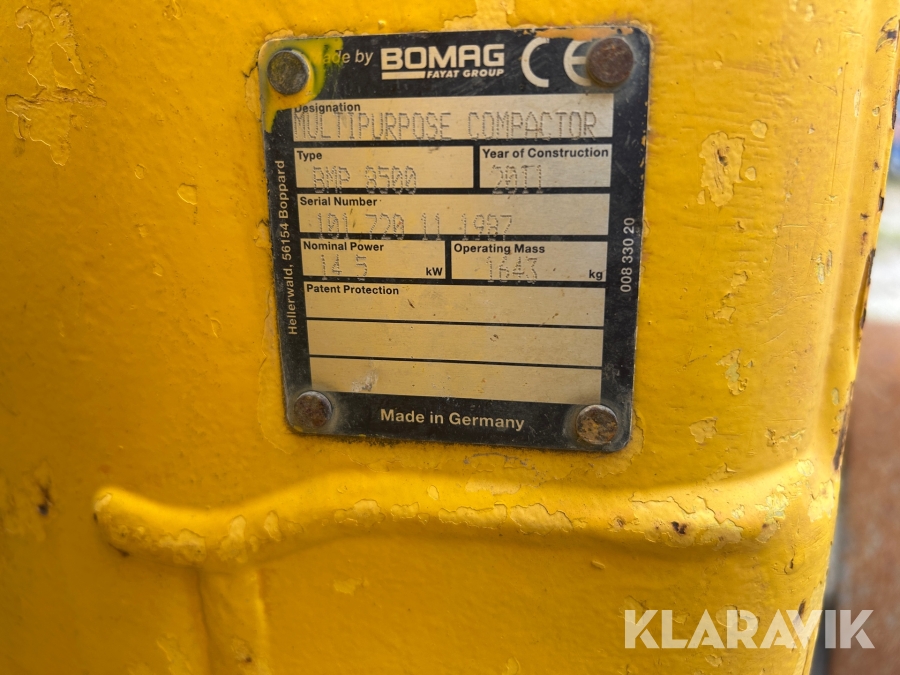 made by BOMAG CE
FAYAT GROUP
Designation
MULTIPURPOSE COMPACTOR
Type
BMP 8500
Year of Construction
2011
Serial Number
101 720 11 1987
Nominal Power
14.5 kW
Operating Mass
1643 kg
Patent Protection
Made in Germany
Hellerwald, 56154 Boppard
008 330 20
KLARAVIK